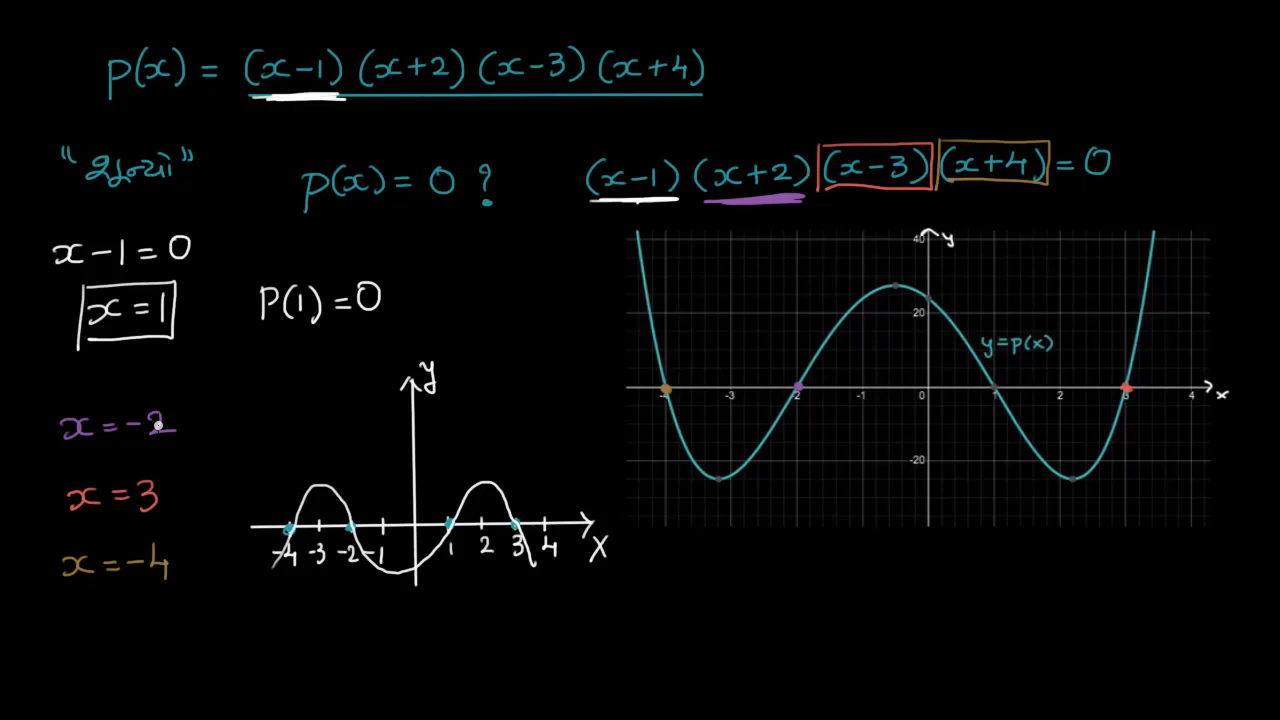 p(x) = (x-1) (x+2) (x-3) (x+4)
p(x) = 0 ?
(x-1) (x+2) (x-3) (x+4) = 0
x-1=0
x=1
P(1)=0
x=-2
x=3
x=-4
y
-4 -3 -2 -1 1 2 3 4
x
y
40
20
y=p(x)
-4 -3 -2 -1 0 1 2 3 4
x
-20